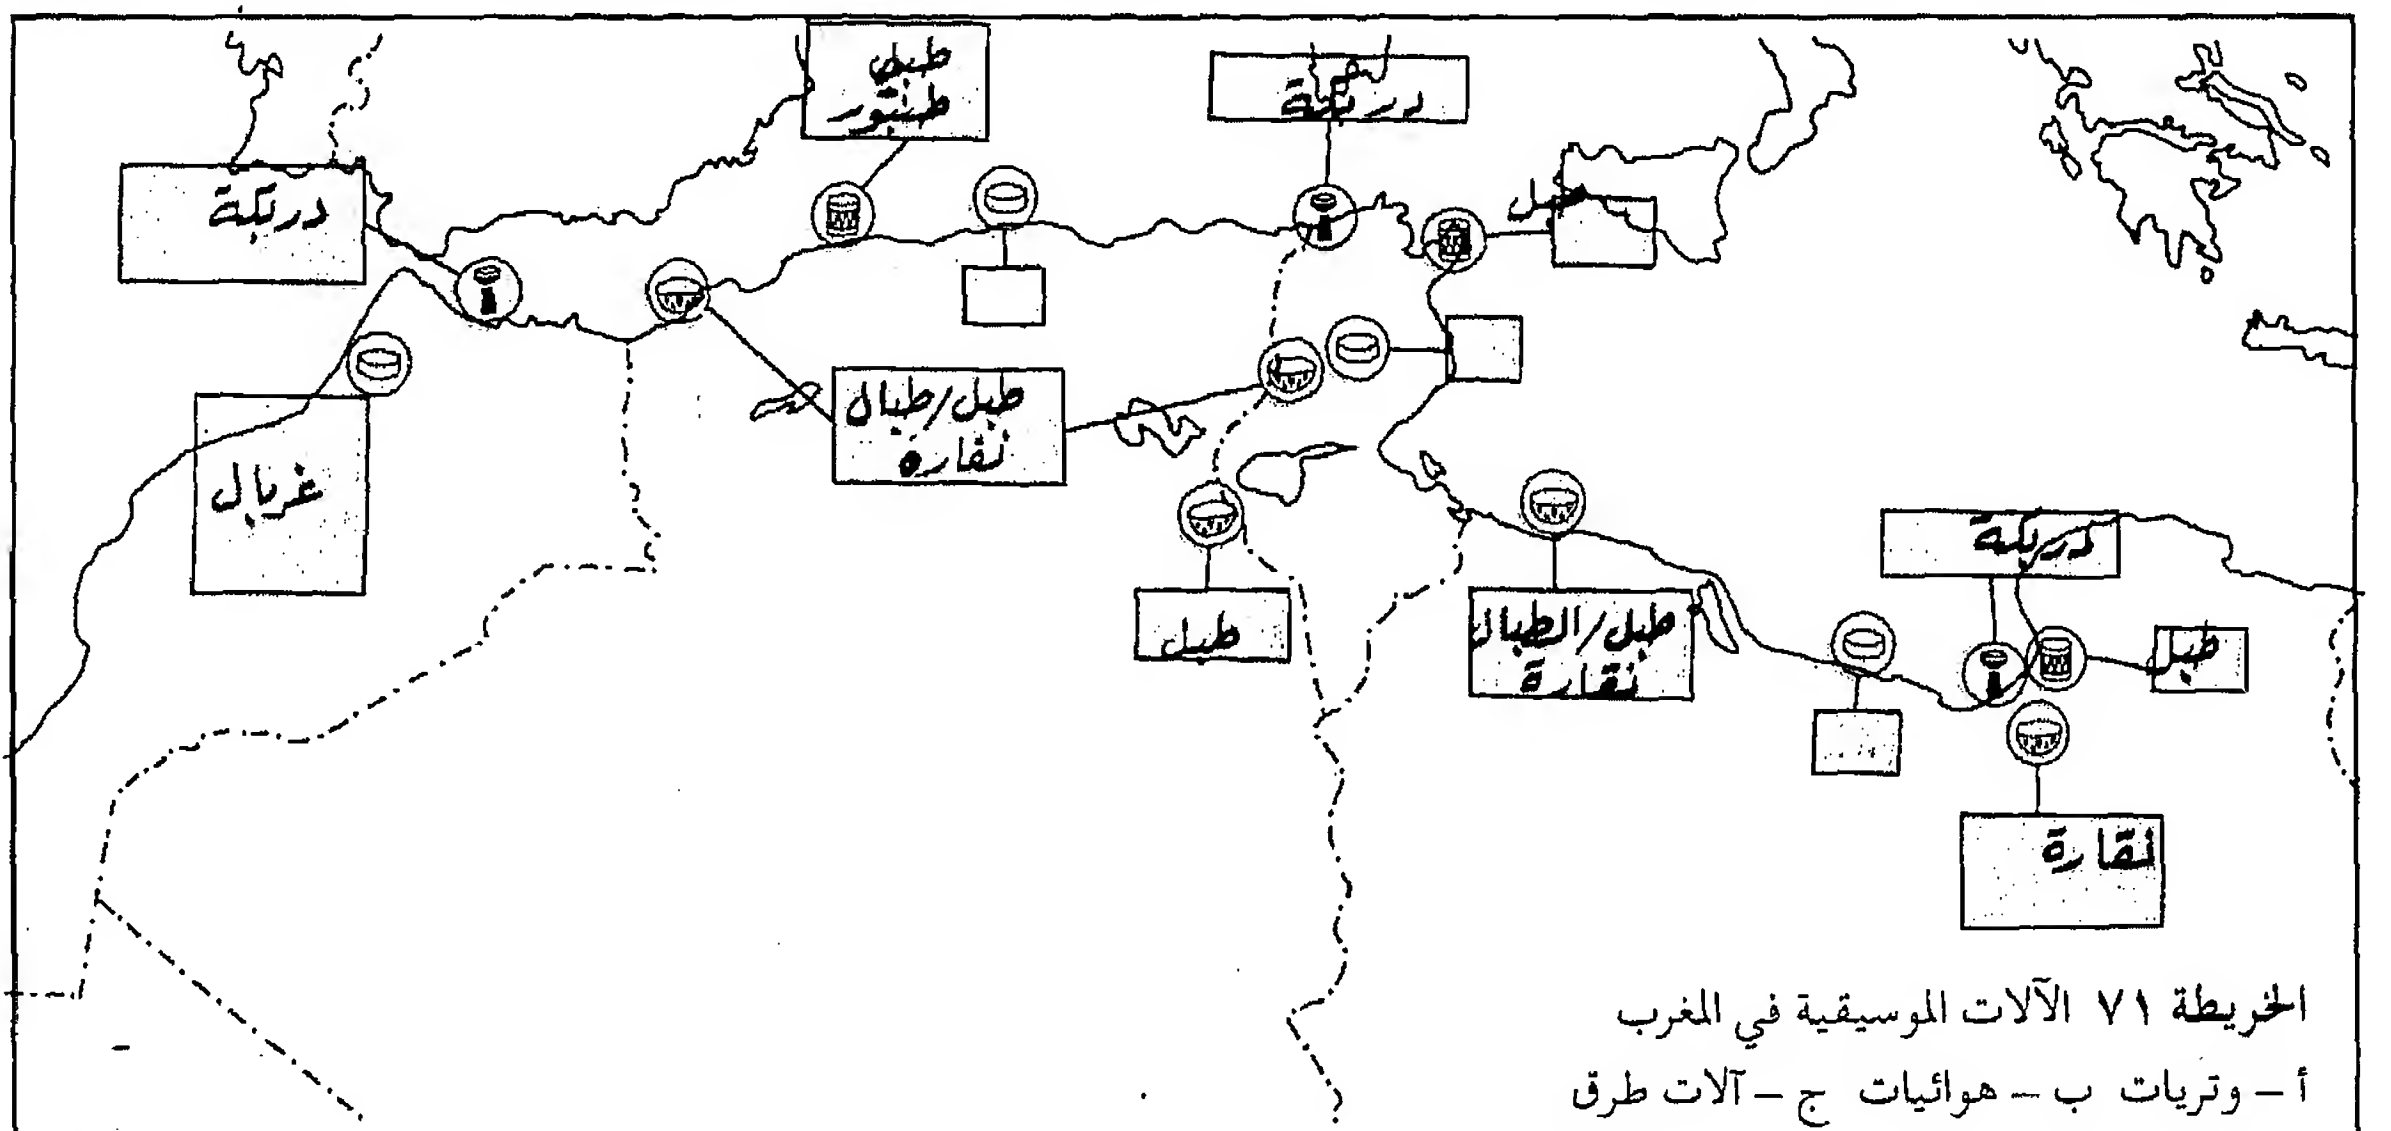 طبل
طنبور
دربكة
دربكة
طبل
طبل/طبال
نقاره
غربال
دربكة
طبل
طبل/الطبال
نقارة
طبل
نقارة
الخريطة ٧١ الآلات الموسيقية في المغرب
أ – وتريات ب – هوائيات ج – آلات طرق